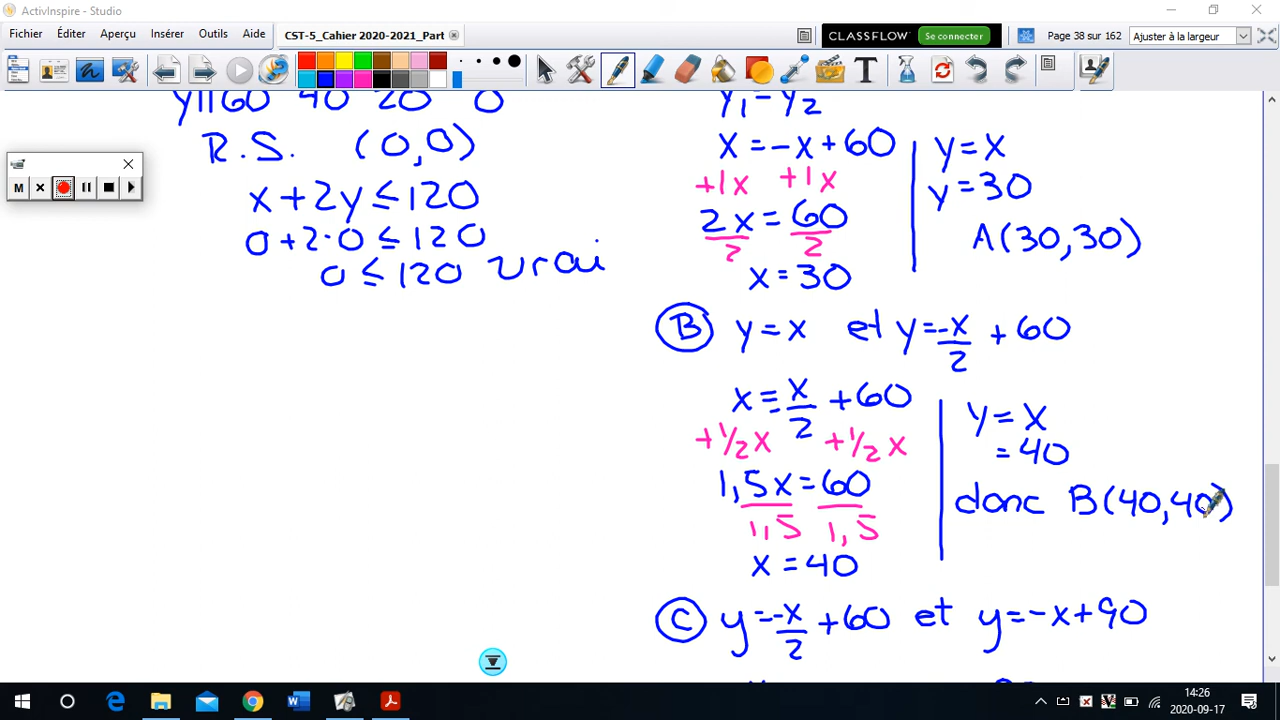 ActivInspire - Studio
Fichier Éditer Aperçu Insérer Outils Aide CST-5_Cahier 2020-2021_Part CLASSFLOW Se connecter Page 38 sur 162 Ajuster à la largeur
M
y || 60 40 20 0
R.S. (0,0)
x + 2y ≤ 120
0 + 2·0 ≤ 120
0 ≤ 120 vrai
y₁ = y₂
x = -x + 60
+1x +1x
2x = 60
2 2
x = 30
y = x
y = 30
A(30,30)
B y = x et y = -x/2 + 60
x = -x/2 + 60
+1/2x +1/2x
1,5x = 60
1,5 1,5
x = 40
y = x
= 40
donc B(40,40)
C y = -x/2 + 60 et y = -x + 90
14:26
2020-09-17